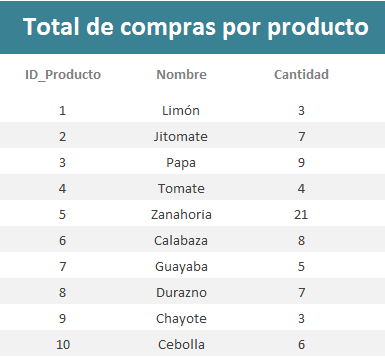 Total de compras por producto
ID_Producto Nombre Cantidad
1 Limón 3
2 Jitomate 7
3 Papa 9
4 Tomate 4
5 Zanahoria 21
6 Calabaza 8
7 Guayaba 5
8 Durazno 7
9 Chayote 3
10 Cebolla 6